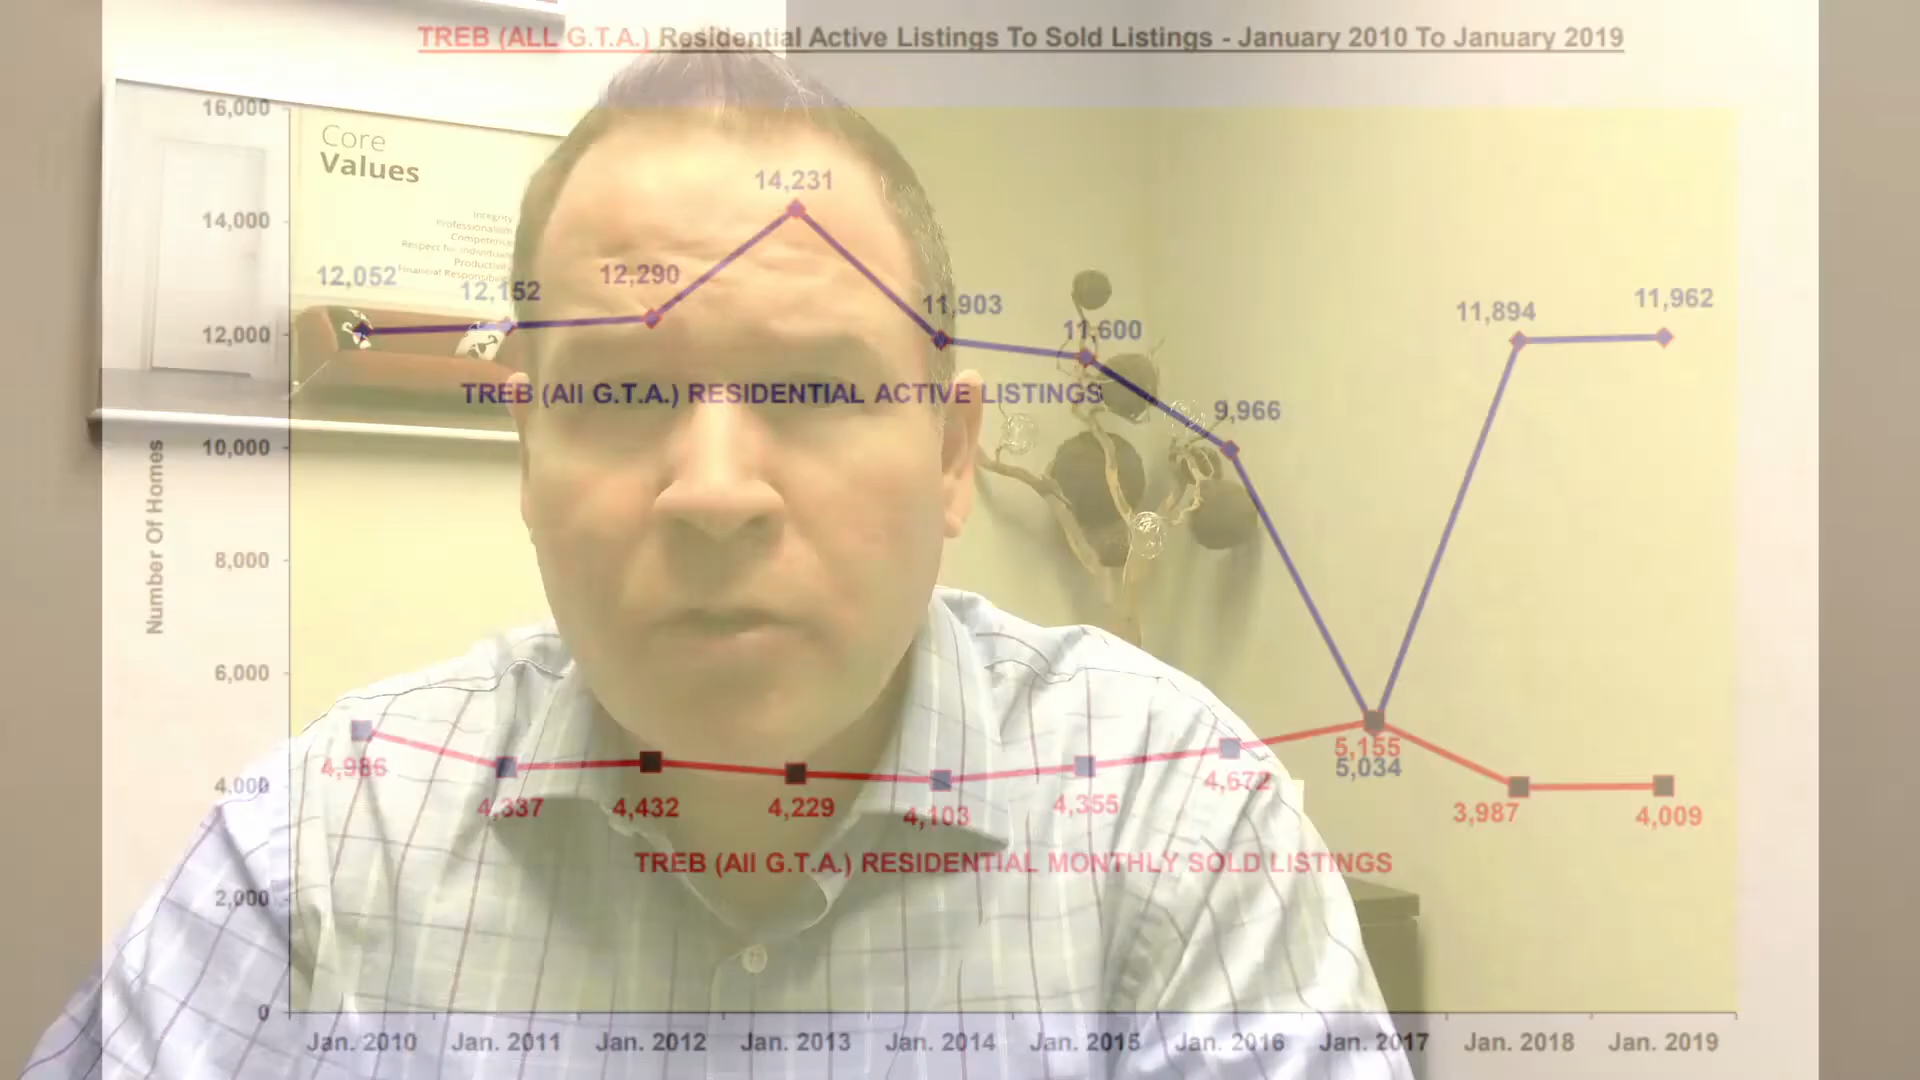 TREB (ALL G.T.A.) Residential Active Listings To Sold Listings - January 2010 To January 2019
16,000
Core
Values
14,231
Integrity
Professionalism
14,000
Competence
Respect for Individuals
Productivity
Financial Responsibility
12,052
12,152
12,290
11,903
11,600
11,894
11,962
12,000
TREB (All G.T.A.) RESIDENTIAL ACTIVE LISTINGS
9,966
10,000
Number Of Homes
8,000
6,000
5,155
5,034
4,986
4,672
4,000
4,337
4,432
4,229
4,103
4,355
3,987
4,009
TREB (All G.T.A.) RESIDENTIAL MONTHLY SOLD LISTINGS
2,000
0
Jan. 2010 Jan. 2011 Jan. 2012 Jan. 2013 Jan. 2014 Jan. 2015 Jan. 2016 Jan. 2017 Jan. 2018 Jan. 2019